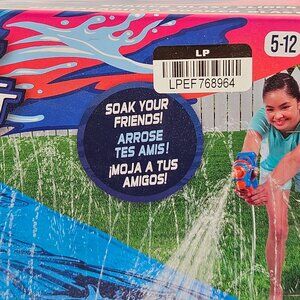 LP
LPEF768964
5-12
SOAK YOUR
FRIENDS!
ARROSE
TES AMIS!
¡MOJA A TUS
AMIGOS!